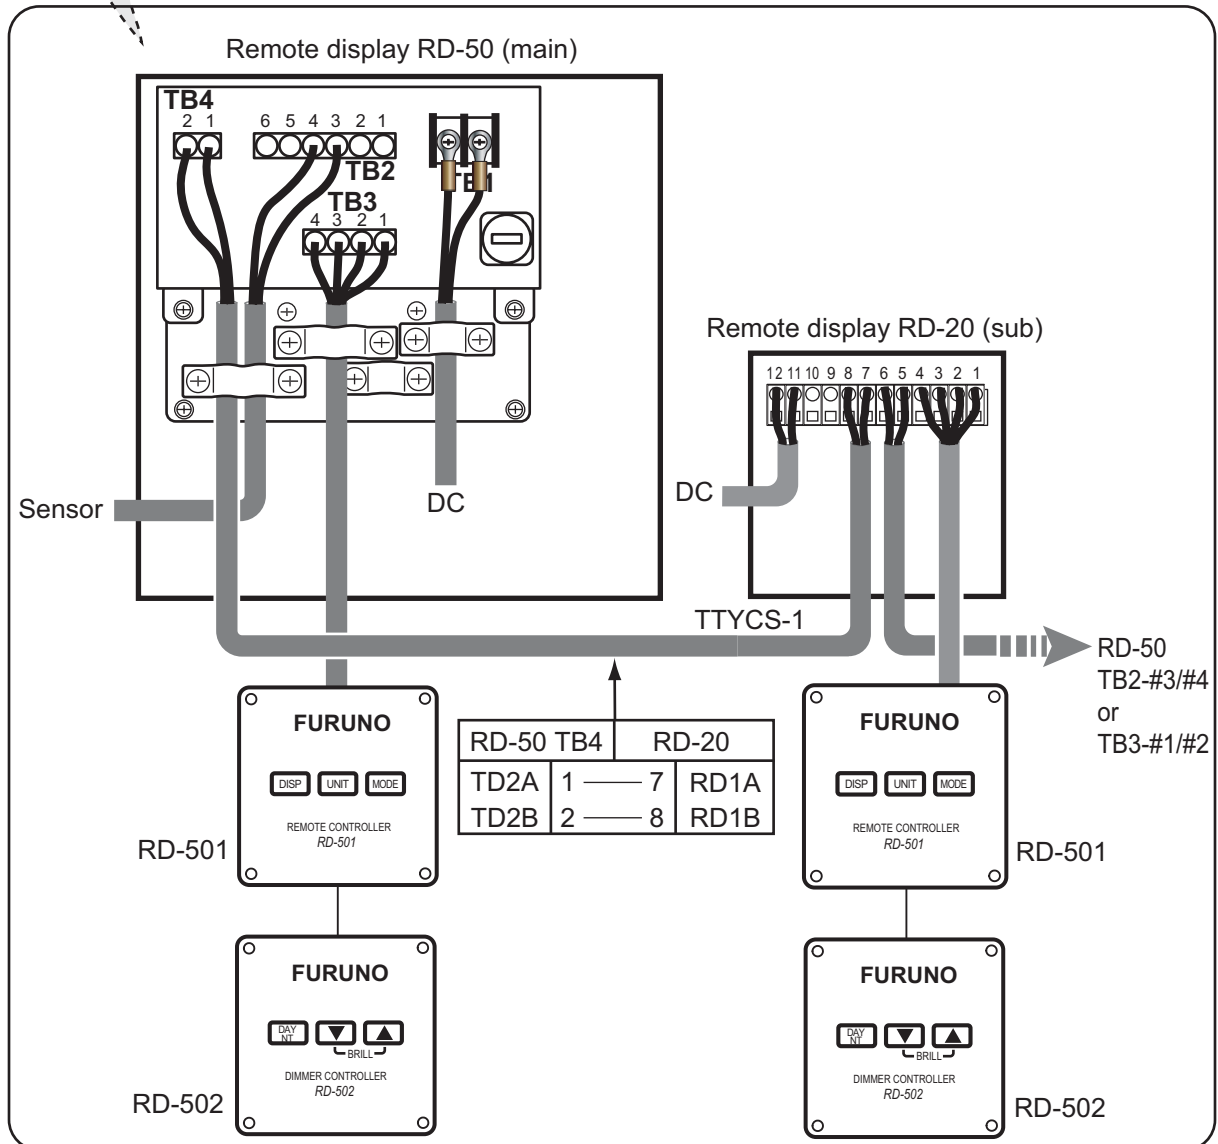 Remote display RD-50 (main)
TB4
2 1
6 5 4 3 2 1
TB2
TB3
4 3 2 1
Sensor
DC
Remote display RD-20 (sub)
12 11 10 9 8 7 6 5 4 3 2 1
DC
TTYCS-1
RD-50
TB2-#3/#4
or
TB3-#1/#2
RD-50 TB4 RD-20
TD2A 1 7 RD1A
TD2B 2 8 RD1B
FURUNO
DISP UNIT MODE
REMOTE CONTROLLER
RD-501
RD-501
FURUNO
DISP UNIT MODE
REMOTE CONTROLLER
RD-501
RD-501
FURUNO
DAY
NT
BRILL
DIMMER CONTROLLER
RD-502
RD-502
FURUNO
DAY
NT
BRILL
DIMMER CONTROLLER
RD-502
RD-502